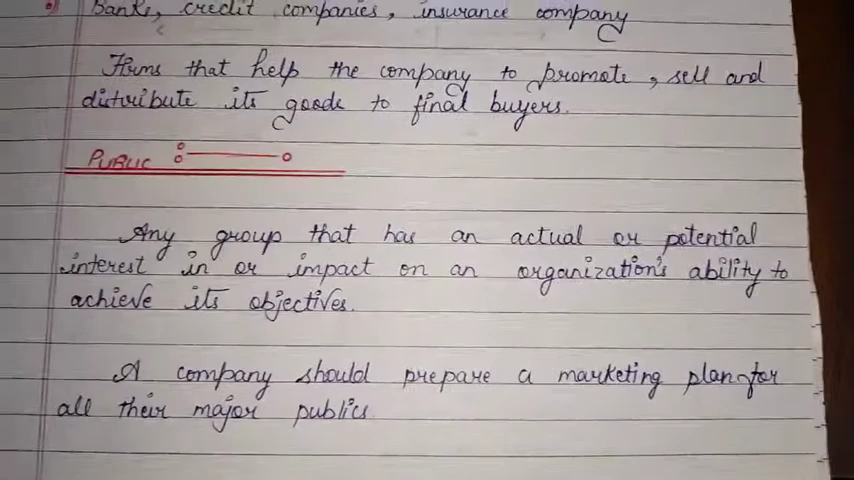 Banks, credit companies, insurance company
Firms that help the company to promote, sell and
distribute its goods to final buyers.
PUBLIC
Any group that has an actual or potential
interest in or impact on an organization's ability to
achieve its objectives.
A company should prepare a marketing plan for
all their major publics